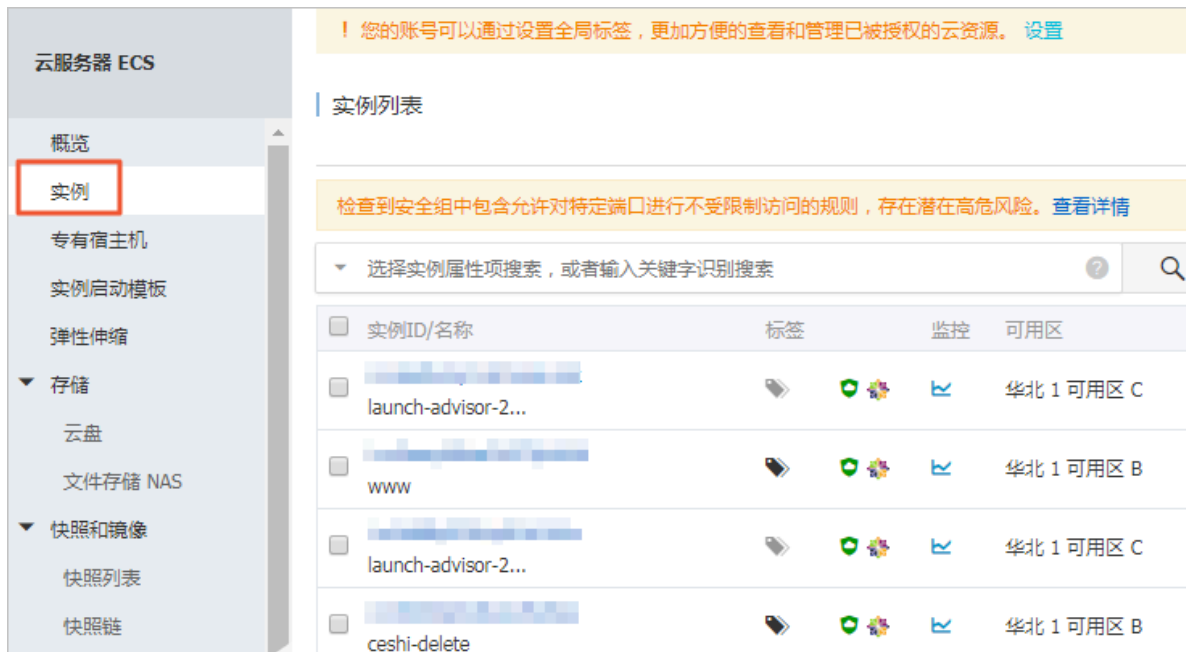 ! 您的账号可以通过设置全局标签，更加方便的查看和管理已被授权的云资源。 设置
云服务器 ECS
实例列表
概览
实例
专有宿主机
实例启动模板
弹性伸缩
存储
云盘
文件存储 NAS
快照和镜像
快照列表
快照链
检查到安全组中包含允许对特定端口进行不受限制访问的规则，存在潜在高危风险。查看详情
选择实例属性项搜索，或者输入关键字识别搜索 ?
实例ID/名称 标签 监控 可用区
launch-advisor-2... 华北 1 可用区 C
www 华北 1 可用区 B
launch-advisor-2... 华北 1 可用区 C
ceshi-delete 华北 1 可用区 B